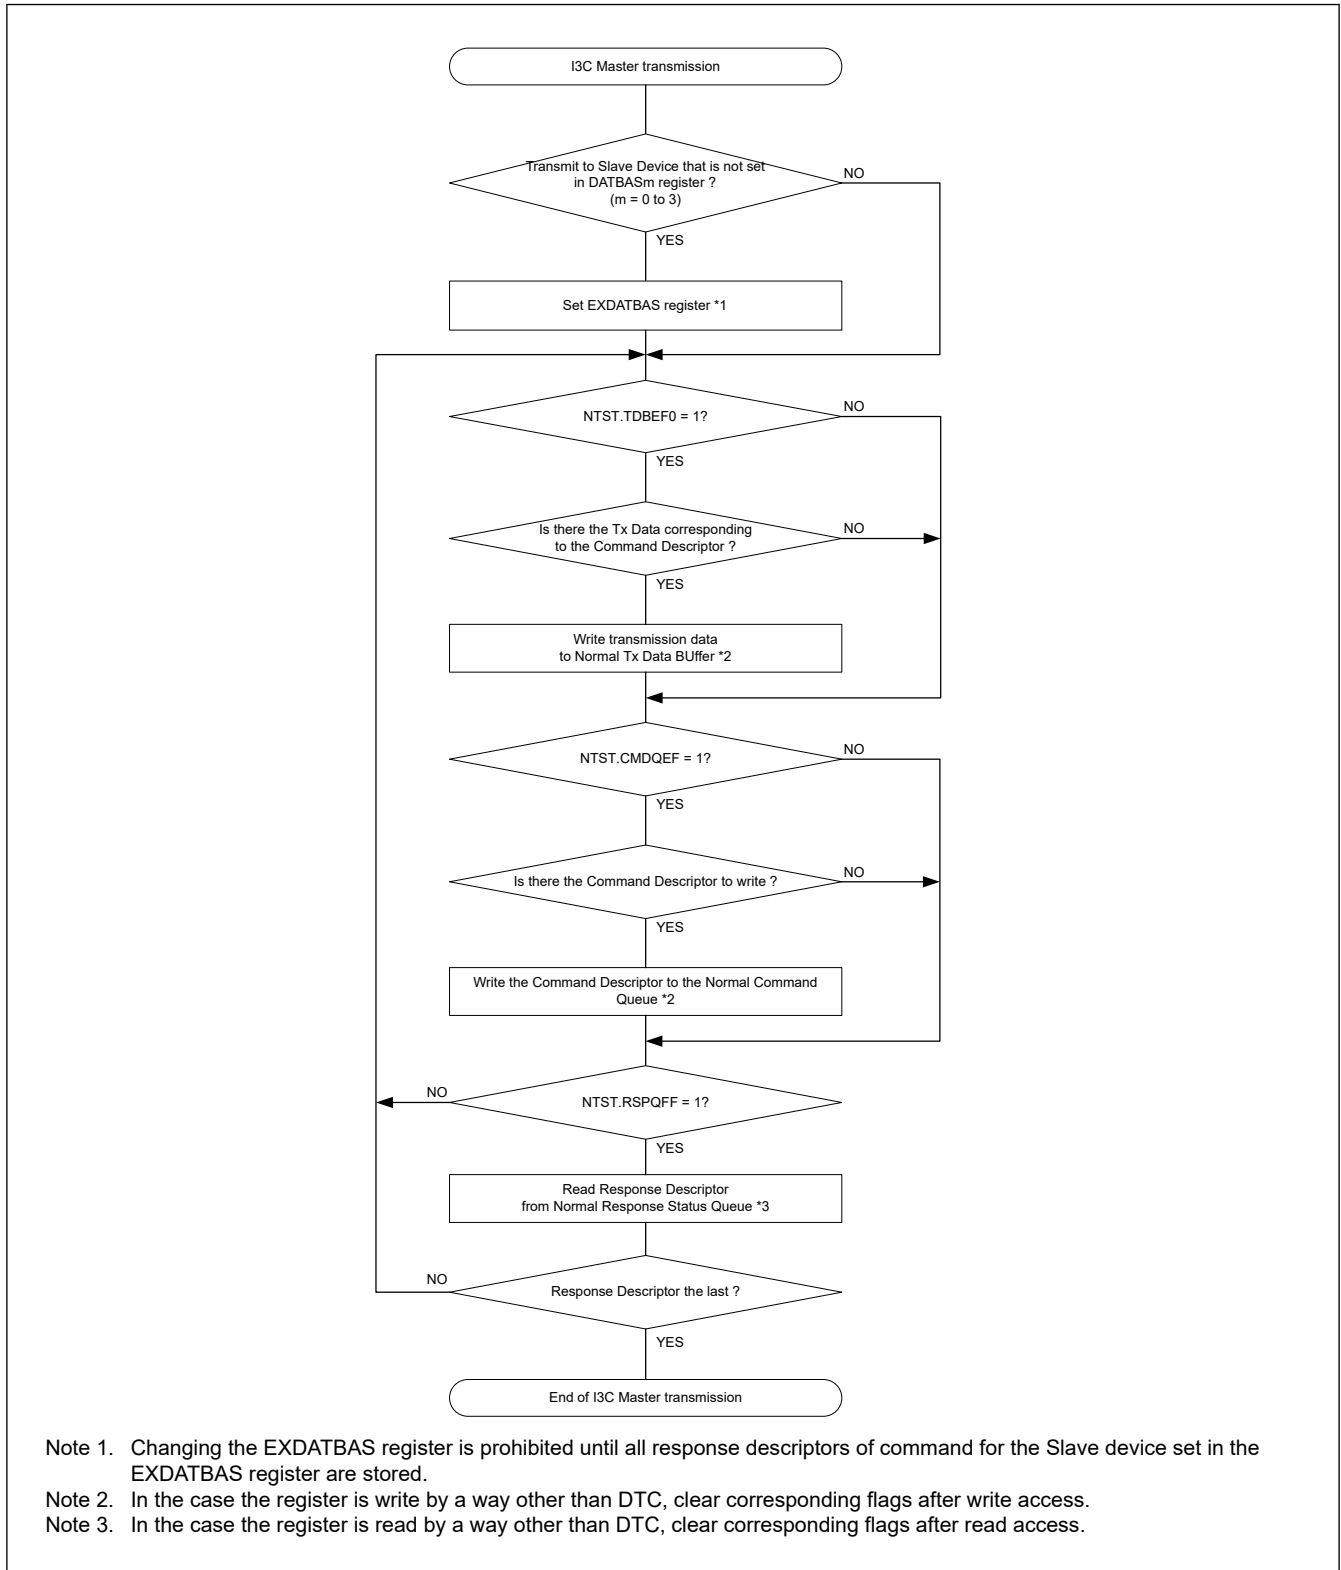 I3C Master transmission
Transmit to Slave Device that is not set
in DATBASm register ?
(m = 0 to 3)
NO
YES
Set EXDATBAS register *1
NTST.TDBEF0 = 1?
NO
YES
Is there the Tx Data corresponding
to the Command Descriptor ?
NO
YES
Write transmission data
to Normal Tx Data BUffer *2
NTST.CMDQEF = 1?
NO
YES
Is there the Command Descriptor to write ?
NO
YES
Write the Command Descriptor to the Normal Command
Queue *2
NO
NTST.RSPQFF = 1?
YES
Read Response Descriptor
from Normal Response Status Queue *3
NO
Response Descriptor the last ?
YES
End of I3C Master transmission
Note 1. Changing the EXDATBAS register is prohibited until all response descriptors of command for the Slave device set in the
EXDATBAS register are stored.
Note 2. In the case the register is write by a way other than DTC, clear corresponding flags after write access.
Note 3. In the case the register is read by a way other than DTC, clear corresponding flags after read access.